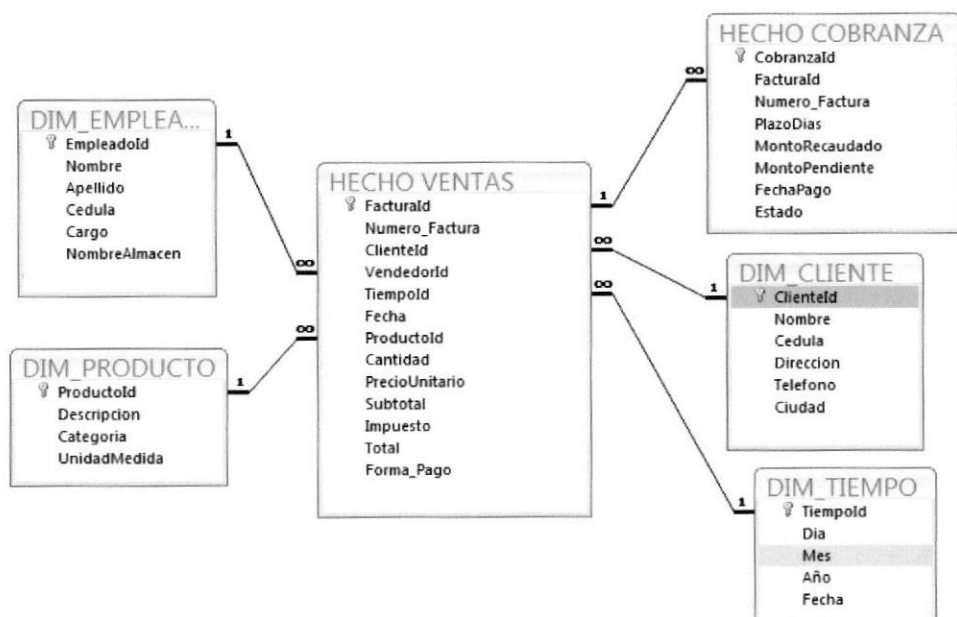 DIM_EMPLEA...
EmpleadoId
Nombre
Apellido
Cedula
Cargo
NombreAlmacen
DIM_PRODUCTO
ProductoId
Descripcion
Categoria
UnidadMedida
HECHO VENTAS
FacturaId
Numero_Factura
ClienteId
VendedorId
TiempoId
Fecha
ProductoId
Cantidad
PrecioUnitario
Subtotal
Impuesto
Total
Forma_Pago
HECHO COBRANZA
CobranzaId
FacturaId
Numero_Factura
PlazoDias
MontoRecaudado
MontoPendiente
FechaPago
Estado
DIM_CLIENTE
ClienteId
Nombre
Cedula
Direccion
Telefono
Ciudad
DIM_TIEMPO
TiempoId
Dia
Mes
Año
Fecha
1
∞
1
∞
1
∞
∞
1
∞
1